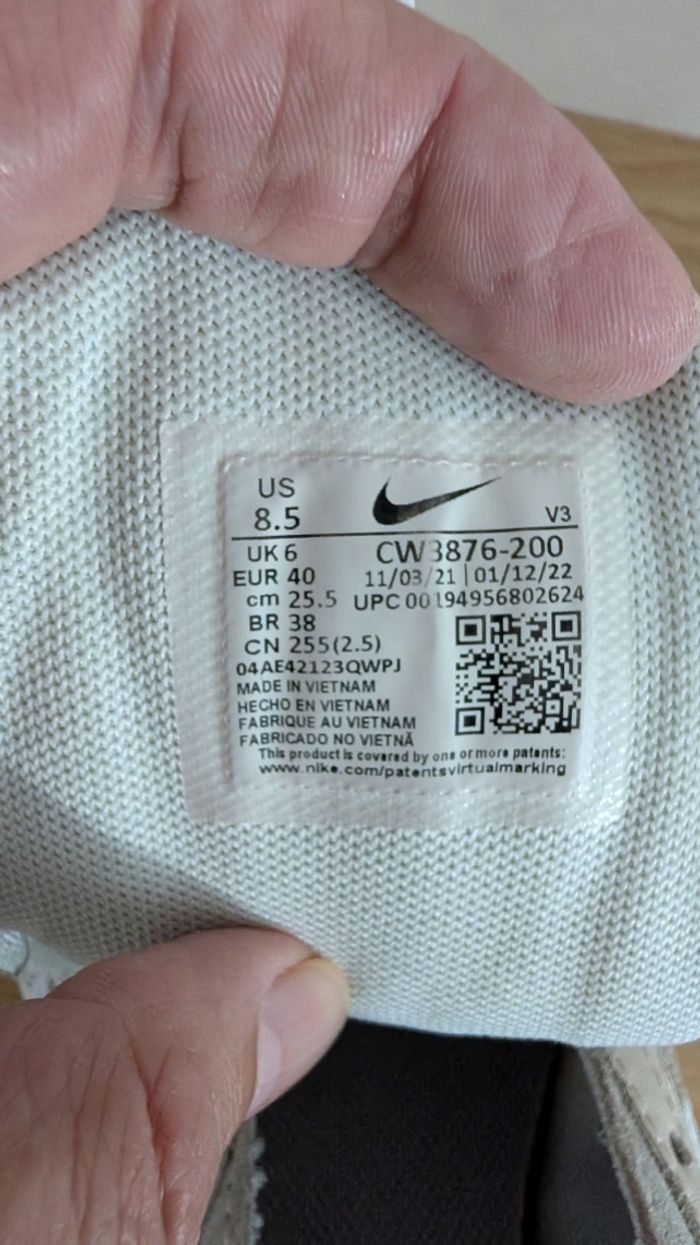 US
8.5
V3
UK 6
CW3876-200
EUR 40
11/03/21 | 01/12/22
cm 25.5
UPC 00194956802624
BR 38
CN 255(2.5)
04AE42123QWPJ
MADE IN VIETNAM
HECHO EN VIETNAM
FABRIQUE AU VIETNAM
FABRICADO NO VIETNÃ
This product is covered by one or more patents:
www.nike.com/patentsvirtualmarking